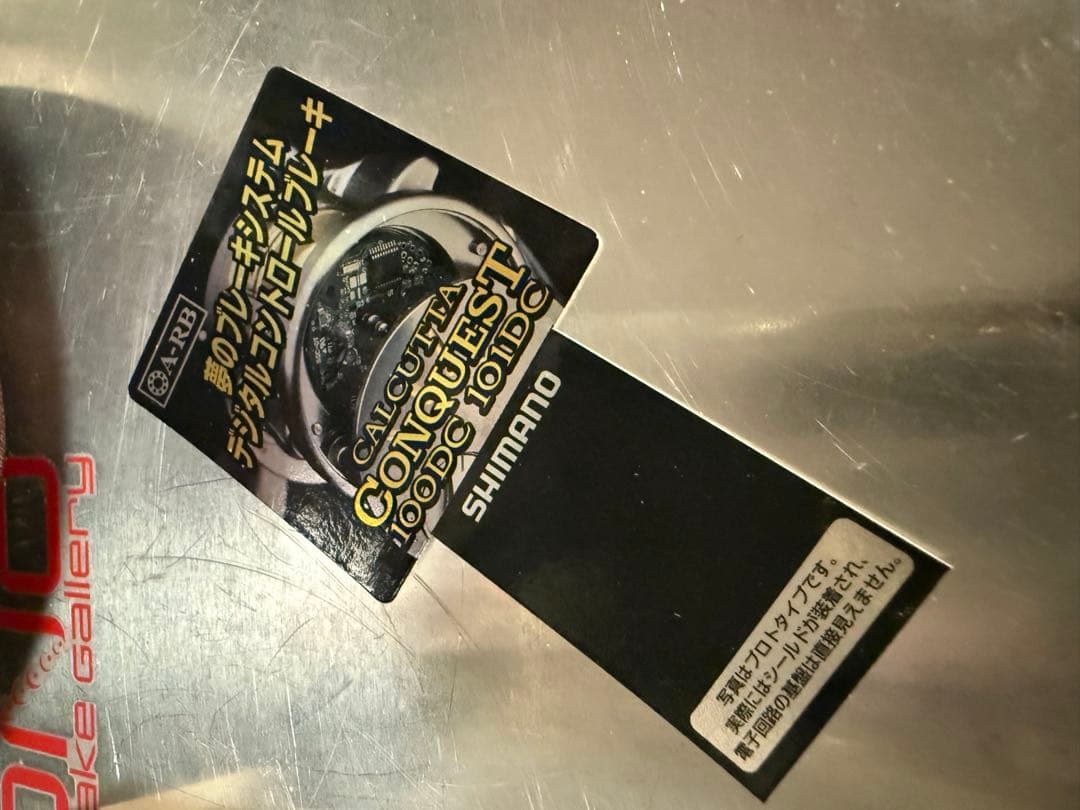 A-RB
夢のブレーキシステム
デジタルコントロールブレーキ
CALCUTTA
CONQUEST
100DC 101DC
SHIMANO
写真はプロトタイプです。
実際にはシールドが装着され、
電子回路の基盤は直接見えません。
ake Gallery